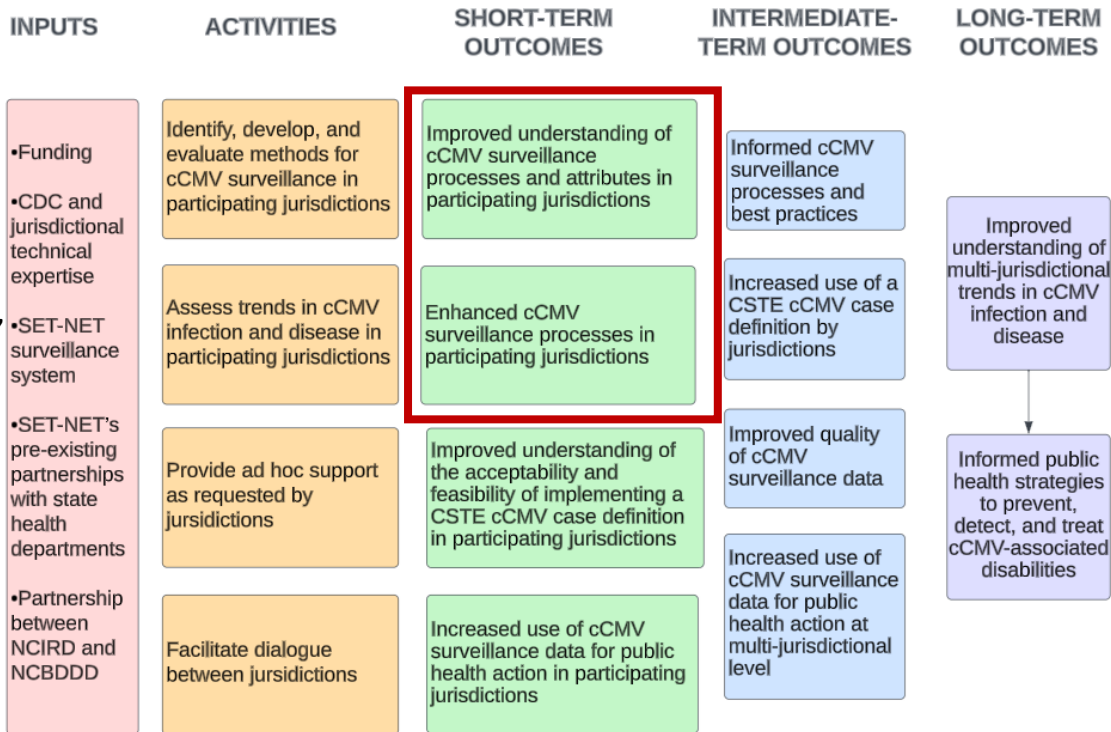 INPUTS
ACTIVITIES
SHORT-TERM
OUTCOMES
INTERMEDIATE-
TERM OUTCOMES
LONG-TERM
OUTCOMES
•Funding
•CDC and
jurisdictional
technical
expertise
•SET-NET
surveillance
system
•SET-NET's
pre-existing
partnerships
with state
health
departments
•Partnership
between
NCIRD and
NCBDDD
Identify, develop, and
evaluate methods for
cCMV surveillance in
participating jurisdictions
Assess trends in cCMV
infection and disease in
participating jurisdictions
Provide ad hoc support
as requested by
jursidictions
Facilitate dialogue
between jursdictions
Improved understanding of
cCMV surveillance
processes and attributes in
participating jurisdictions
Enhanced cCMV
surveillance processes in
participating jurisdictions
Improved understanding of
the acceptability and
feasibility of implementing a
CSTE cCMV case definition
in participating jurisdictions
Increased use of cCMV
surveillance data for public
health action in participating
jurisdictions
Informed cCMV
surveillance
processes and
best practices
Increased use of a
CSTE cCMV case
definition by
jurisdictions
Improved quality
of cCMV
surveillance data
Increased use of
cCMV surveillance
data for public
health action at
multi-jurisdictional
level
Improved
understanding of
multi-jurisdictional
trends in cCMV
infection and
disease
Informed public
health strategies
to prevent,
detect, and treat
cCMV-associated
disabilities